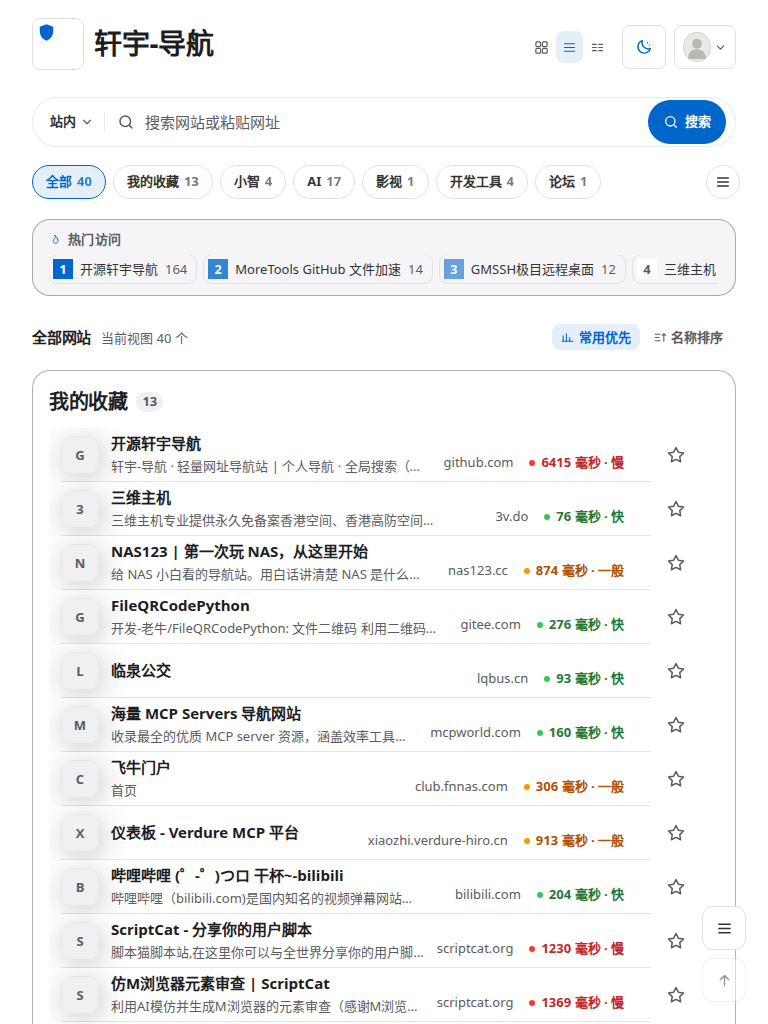 轩宇-导航
站内 搜索网站或粘贴网址 搜索
全部 40 我的收藏 13 小智 4 AI 17 影视 1 开发工具 4 论坛 1
热门访问
1 开源轩宇导航 164 2 MoreTools GitHub 文件加速 14 3 GMSSH极目远程桌面 12 4 三维主机
全部网站 当前视图 40 个 常用优先 名称排序
我的收藏 13
开源轩宇导航
G 轩宇-导航 · 轻量网址导航站 | 个人导航 · 全局搜索（... github.com 6415 毫秒 · 慢
三维主机
3 三维主机专业提供永久免备案香港空间、香港高防空间... 3v.do 76 毫秒 · 快
NAS123 | 第一次玩 NAS，从这里开始
N 给 NAS 小白看的导航站。用白话讲清楚 NAS 是什么... nas123.cc 874 毫秒 · 一般
FileQRCodePython
G 开发-老牛/FileQRCodePython: 文件二维码 利用二维码... gitee.com 276 毫秒 · 快
L 临泉公交 lqbus.cn 93 毫秒 · 快
海量 MCP Servers 导航网站
M 收录最全的优质 MCP server 资源，涵盖效率工具... mcpworld.com 160 毫秒 · 快
飞牛门户
C 首页 club.fnnas.com 306 毫秒 · 一般
X 仪表板 - Verdure MCP 平台 xiaozhi.verdure-hiro.cn 913 毫秒 · 一般
哔哩哔哩 (゜-゜)つロ 干杯~-bilibili
B 哔哩哔哩（bilibili.com)是国内知名的视频弹幕网站... bilibili.com 204 毫秒 · 快
ScriptCat - 分享你的用户脚本
S 脚本猫脚本站,在这里你可以与全世界分享你的用户脚... scriptcat.org 1230 毫秒 · 慢
仿M浏览器元素审查 | ScriptCat
S 利用AI模仿并生成M浏览器的元素审查（感谢M浏览... scriptcat.org 1369 毫秒 · 慢